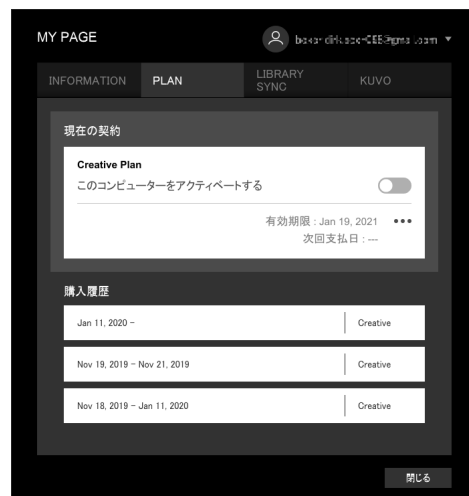 MY PAGE
INFORMATION
PLAN
LIBRARY
SYNC
KUVO
現在の契約
Creative Plan
このコンピューターをアクティベートする
有効期限 : Jan 19, 2021
次回支払日 : ---
購入履歴
Jan 11, 2020 -
Creative
Nov 19, 2019 - Nov 21, 2019
Creative
Nov 18, 2019 - Jan 11, 2020
Creative
閉じる